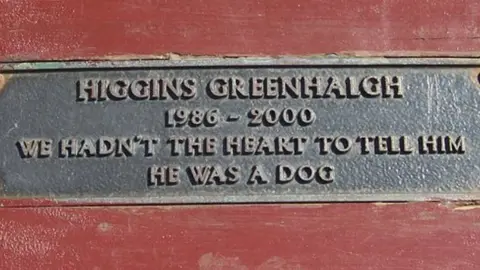 HIGGINS GREENHALGH
1986 - 2000
WE HADN'T THE HEART TO TELL HIM
HE WAS A DOG